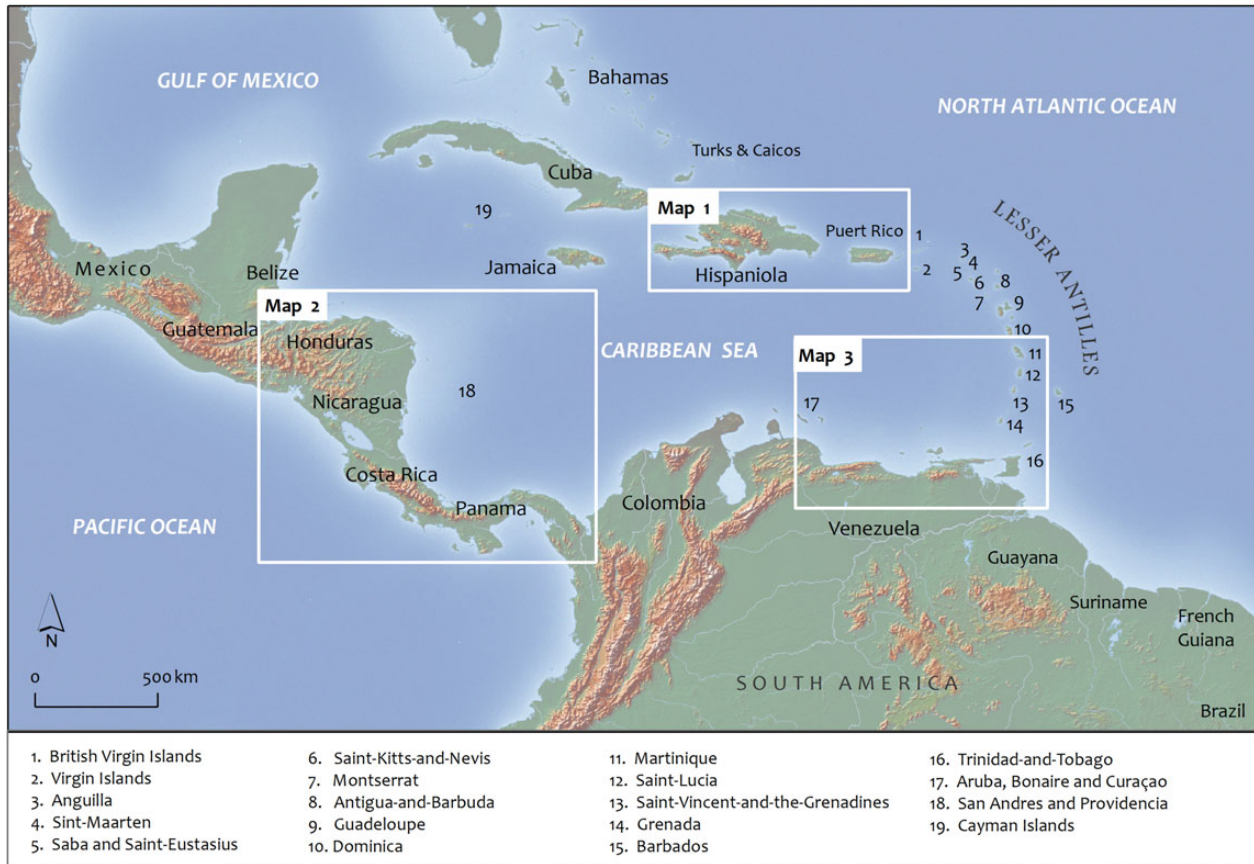 GULF OF MEXICO
Bahamas
NORTH ATLANTIC OCEAN
Turks & Caicos
Cuba
Map 1
19
Puert Rico
1
LESSER ANTILLES
3
4
Mexico
Belize
Jamaica
Hispaniola
2
5
6
8
Map 2
7
9
Guatemala
Honduras
CARIBBEAN SEA
10
Map 3
11
12
18
Nicaragua
17
13
15
14
Costa Rica
16
Panama
Colombia
PACIFIC OCEAN
Venezuela
Guayana
Suriname
French
Guiana
N
0
500 km
SOUTH AMERICA
Brazil
1. British Virgin Islands
2. Virgin Islands
3. Anguilla
4. Sint-Maarten
5. Saba and Saint-Eustasius
6. Saint-Kitts-and-Nevis
7. Montserrat
8. Antigua-and-Barbuda
9. Guadeloupe
10. Dominica
11. Martinique
12. Saint-Lucia
13. Saint-Vincent-and-the-Grenadines
14. Grenada
15. Barbados
16. Trinidad-and-Tobago
17. Aruba, Bonaire and Curaçao
18. San Andres and Providencia
19. Cayman Islands